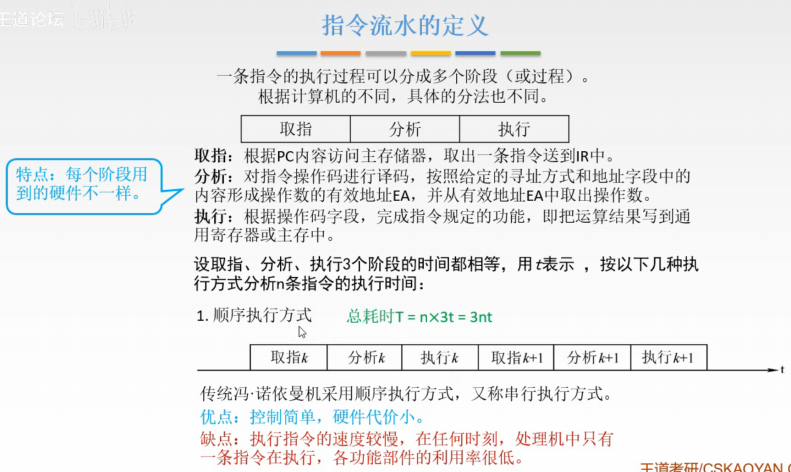 王道论坛
指令流水的定义
一条指令的执行过程可以分成多个阶段（或过程）。
根据计算机的不同，具体的分法也不同。
取指 分析 执行
特点：每个阶段用
到的硬件不一样。
取指：根据PC内容访问主存储器，取出一条指令送到IR中。
分析：对指令操作码进行译码，按照给定的寻址方式和地址字段中的
内容形成操作数的有效地址EA，并从有效地址EA中取出操作数。
执行：根据操作码字段，完成指令规定的功能，即把运算结果写到通
用寄存器或主存中。
设取指、分析、执行3个阶段的时间都相等，用t表示 ，按以下几种执
行方式分析n条指令的执行时间：
1. 顺序执行方式 总耗时T = n×3t = 3nt
取指k 分析k 执行k 取指k+1 分析k+1 执行k+1
t
传统冯·诺依曼机采用顺序执行方式，又称串行执行方式。
优点：控制简单，硬件代价小。
缺点：执行指令的速度较慢，在任何时刻，处理机中只有
一条指令在执行，各功能部件的利用率很低。
王道考研/CSKAOYAN.